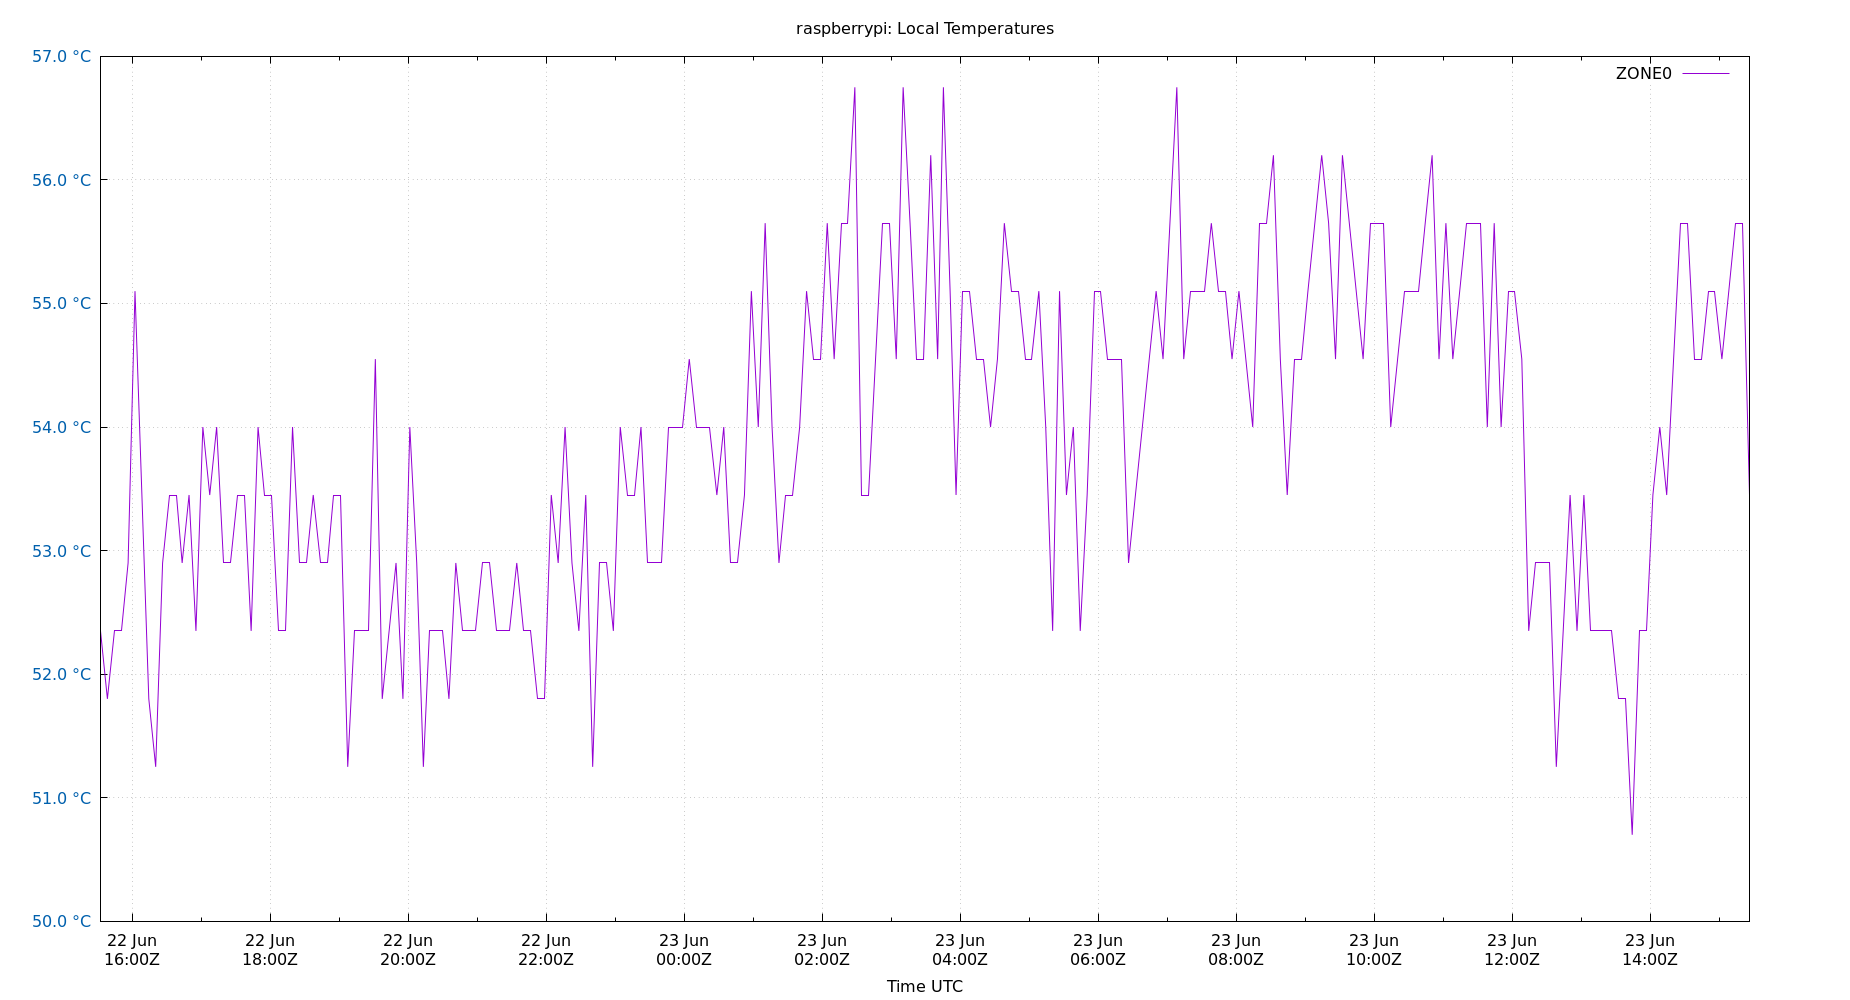 raspberrypi: Local Temperatures
ZONE0
57.0 °C
56.0 °C
55.0 °C
54.0 °C
53.0 °C
52.0 °C
51.0 °C
50.0 °C
22 Jun 22 Jun 22 Jun 22 Jun 23 Jun 23 Jun 23 Jun 23 Jun 23 Jun 23 Jun 23 Jun 23 Jun
16:00Z 18:00Z 20:00Z 22:00Z 00:00Z 02:00Z 04:00Z 06:00Z 08:00Z 10:00Z 12:00Z 14:00Z
Time UTC